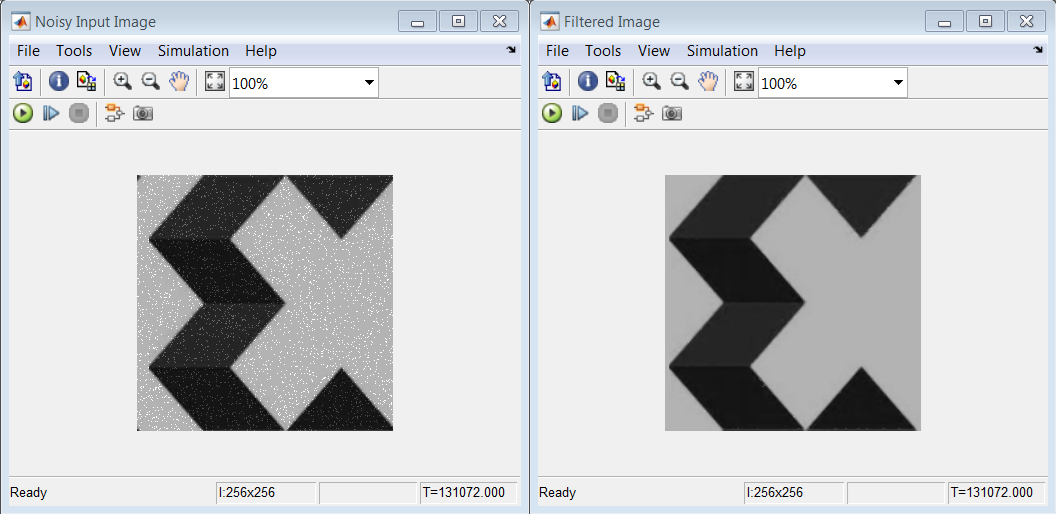 Noisy Input Image
File Tools View Simulation Help
100%
Ready I:256x256 T=131072.000
Filtered Image
File Tools View Simulation Help
100%
Ready I:256x256 T=131072.000